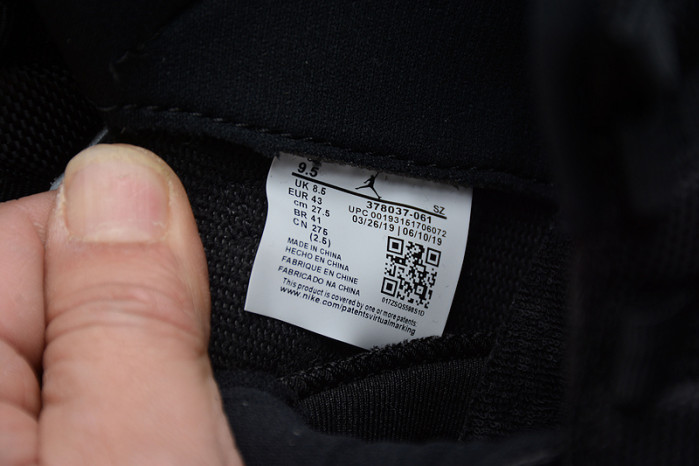 9.5
UK 8.5
EUR 43
cm 27.5
BR 41
CN 275
(2.5)
SZ
378037-061
UPC 00193151706072
03/26/19 | 06/10/19
MADE IN CHINA
HECHO EN CHINA
FABRIQUE EN CHINE
FABRICADO NA CHINA
This product is covered by one or more patents.
www.nike.com/patentsvirtualmarking